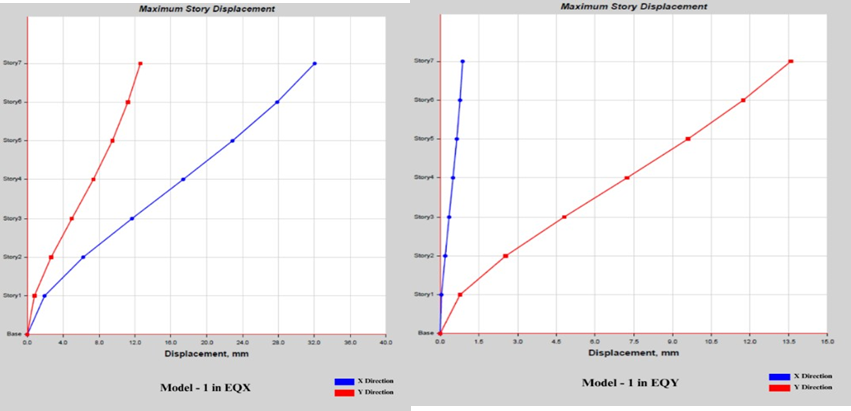 Maximum Story Displacement
Story7
Story6
Story5
Story4
Story3
Story2
Story1
Base
0.0 4.0 8.0 12.0 16.0 20.0 24.0 28.0 32.0 36.0 40.0
Displacement, mm
Model - 1 in EQX
X Direction
Y Direction
Maximum Story Displacement
Story7
Story6
Story5
Story4
Story3
Story2
Story1
Base
0.0 1.5 3.0 4.5 6.0 7.5 9.0 10.5 12.0 13.5 15.0
Displacement, mm
Model - 1 in EQY
X Direction
Y Direction